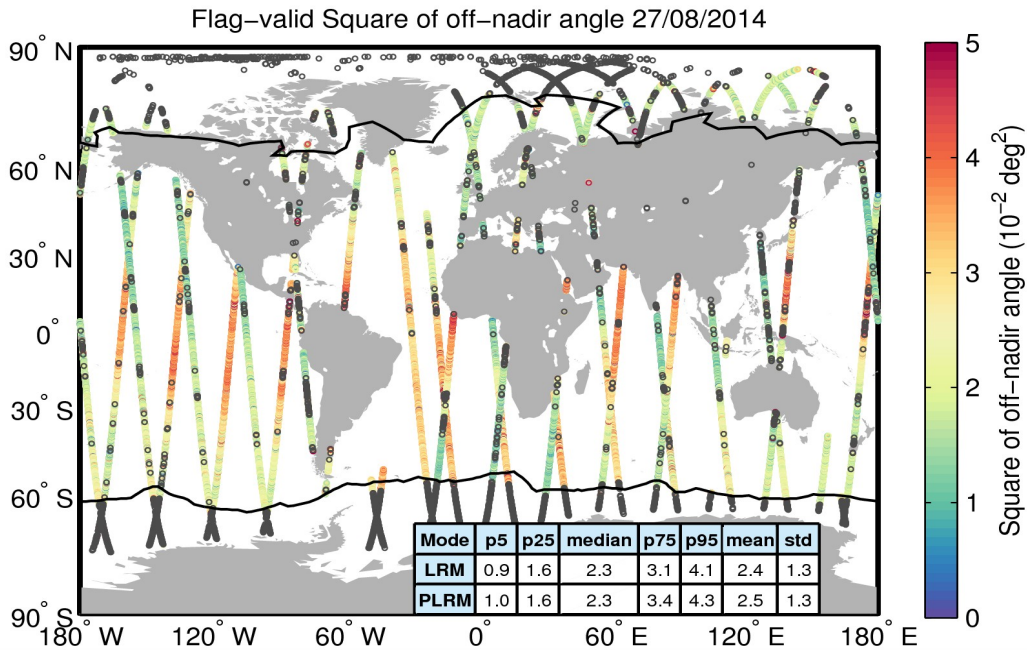 Flag−valid Square of off−nadir angle 27/08/2014
90° N
60° N
30° N
0°
30° S
60° S
90° S
180° W
120° W
60° W
0°
60° E
120° E
180° E
Mode p5 p25 median p75 p95 mean std
LRM 0.9 1.6 2.3 3.1 4.1 2.4 1.3
PLRM 1.0 1.6 2.3 3.4 4.3 2.5 1.3
5
4
3
2
1
0
Square of off−nadir angle (10⁻² deg²)